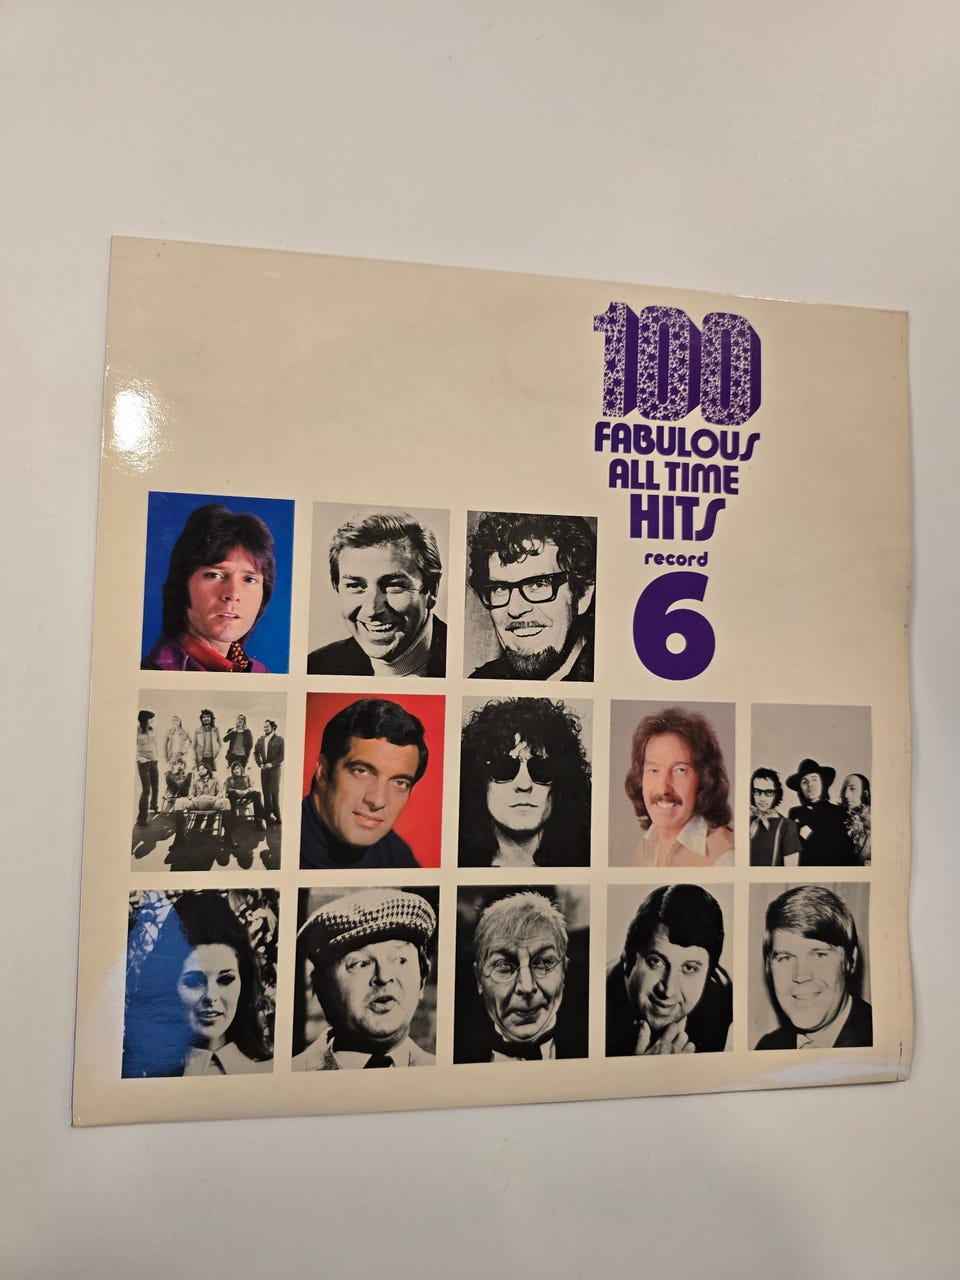 100
FABULOUS
ALL TIME
HITS
record
6